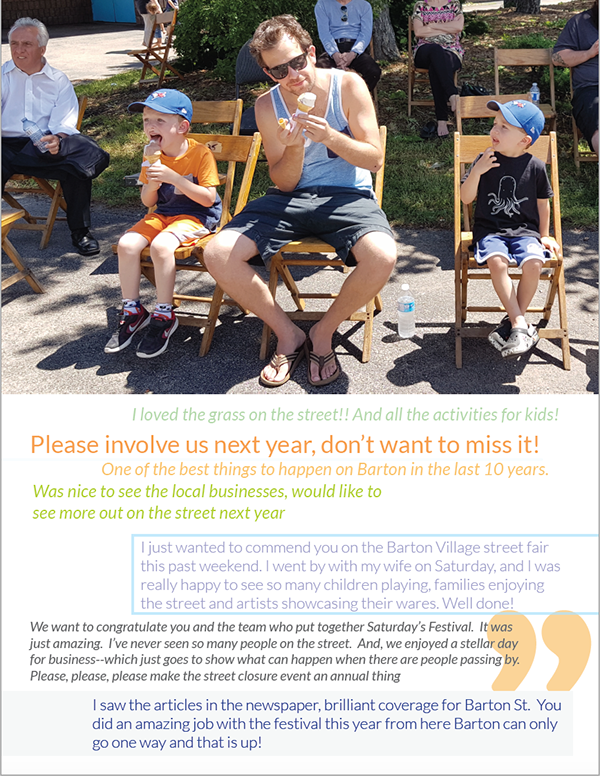 I loved the grass on the street!! And all the activities for kids!
Please involve us next year, don't want to miss it!
One of the best things to happen on Barton in the last 10 years.
Was nice to see the local businesses, would like to
see more out on the street next year
I just wanted to commend you on the Barton Village street fair
this past weekend. I went by with my wife on Saturday, and I was
really happy to see so many children playing, families enjoying
the street and artists showcasing their wares. Well done!
We want to congratulate you and the team who put together Saturday's Festival.  It was
just amazing.  I've never seen so many people on the street.  And, we enjoyed a stellar day
for business--which just goes to show what can happen when there are people passing by.
Please, please, please make the street closure event an annual thing
”
I saw the articles in the newspaper, brilliant coverage for Barton St.  You
did an amazing job with the festival this year from here Barton can only
go one way and that is up!